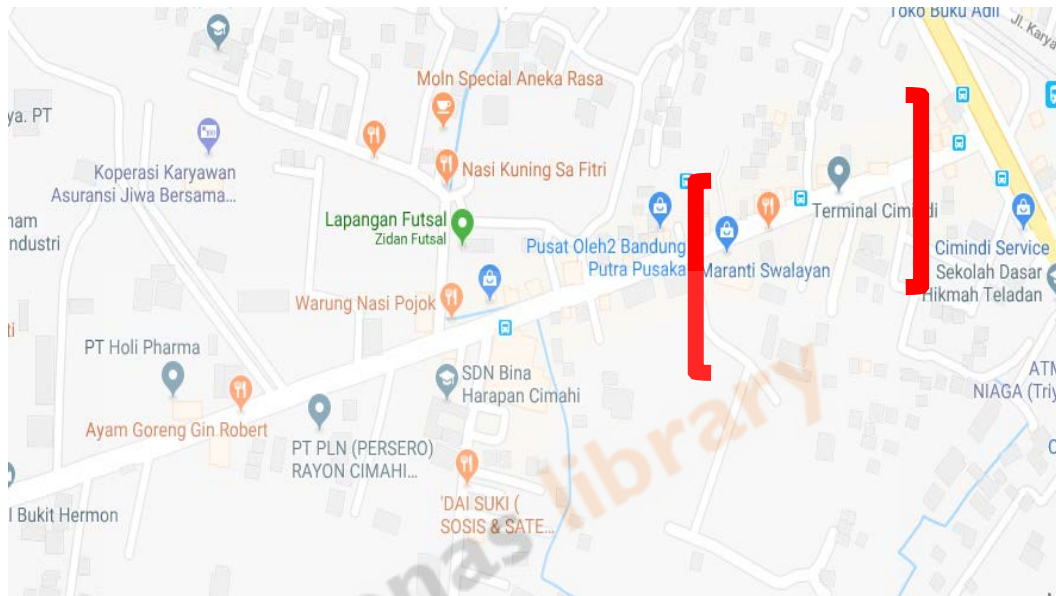 Toko Buku Adil
Jl. Karya
MoIn Special Aneka Rasa
ya. PT
Koperasi Karyawan
Asuransi Jiwa Bersama...
Nasi Kuning Sa Fitri
Lapangan Futsal
Zidan Futsal
Terminal Cimindi
ndustri
Pusat Oleh2 Bandung
Putra Pusaka
Maranti Swalayan
Cimindi Service
Sekolah Dasar
Hikmah Teladan
Warung Nasi Pojok
PT Holi Pharma
SDN Bina
Harapan Cimahi
ATM
NIAGA (Triy
Ayam Goreng Gin Robert
PT PLN (PERSERO)
RAYON CIMAHI...
'DAI SUKI (
SOSIS & SATE...
l Bukit Hermon
nas library